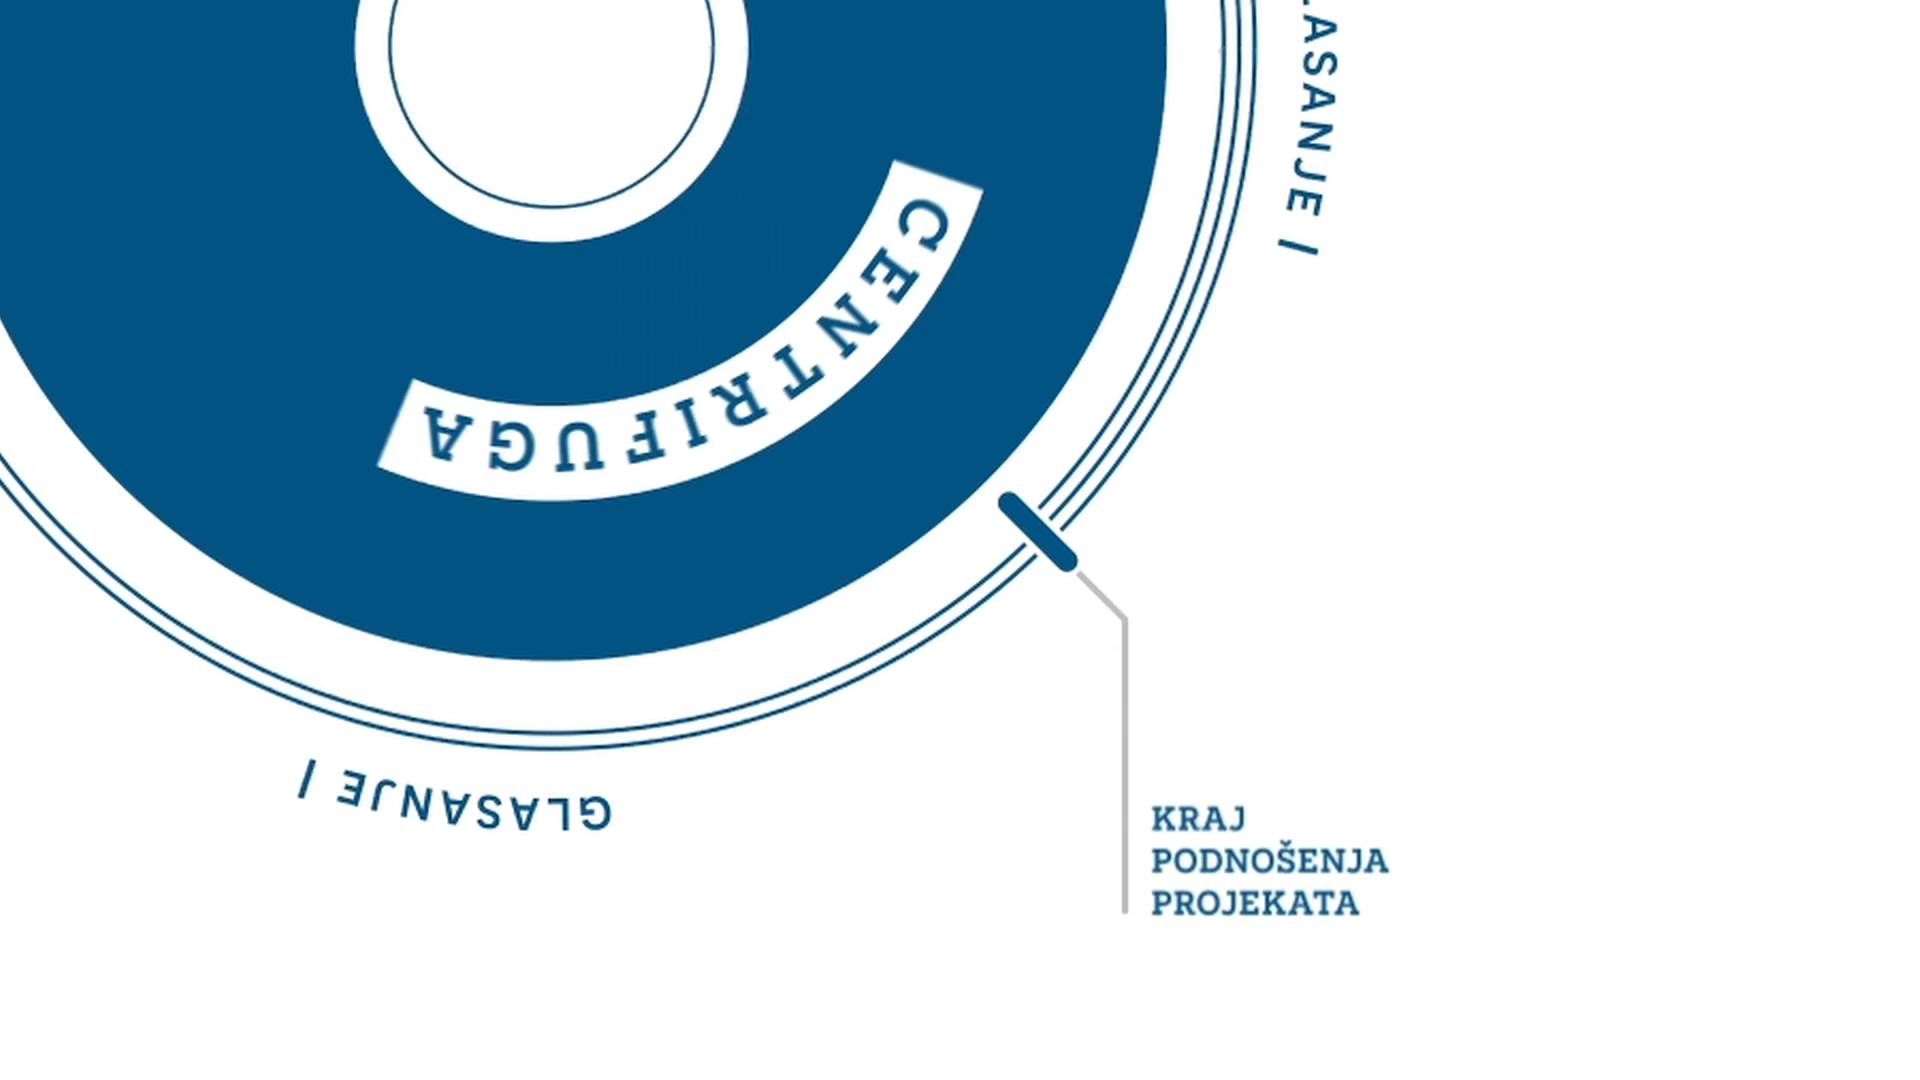 LASANJE I
CENTRIFUGA
GLASANJE I
KRAJ
PODNOŠENJA
PROJEKATA